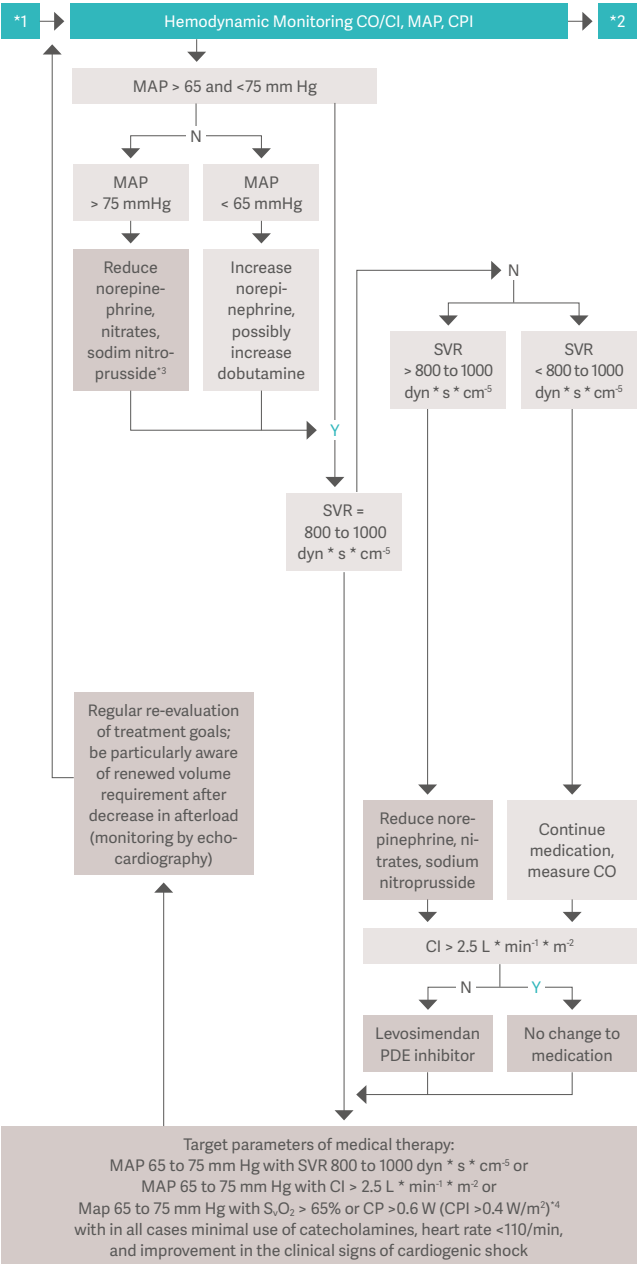 *1
Hemodynamic Monitoring CO/CI, MAP, CPI
*2
MAP > 65 and <75 mm Hg
N
MAP
> 75 mmHg
MAP
< 65 mmHg
Reduce
norepine-
phrine,
nitrates,
sodim nitro-
prusside*3
Increase
norepi-
nephrine,
possibly
increase
dobutamine
Y
SVR =
800 to 1000
dyn * s * cm-5
N
SVR
> 800 to 1000
dyn * s * cm-5
SVR
< 800 to 1000
dyn * s * cm-5
Reduce nore-
pinephrine, ni-
trates, sodium
nitroprusside
Continue
medication,
measure CO
CI > 2.5 L * min-1 * m-2
N
Y
Levosimendan
PDE inhibitor
No change to
medication
Regular re-evaluation
of treatment goals;
be particularly aware
of renewed volume
requirement after
decrease in afterload
(monitoring by echo-
cardiography)
Target parameters of medical therapy:
MAP 65 to 75 mm Hg with SVR 800 to 1000 dyn * s * cm-5 or
MAP 65 to 75 mm Hg with CI > 2.5 L * min-1 * m-2 or
Map 65 to 75 mm Hg with SvO2 > 65% or CP >0.6 W (CPI >0.4 W/m2)*4
with in all cases minimal use of catecholamines, heart rate <110/min,
and improvement in the clinical signs of cardiogenic shock